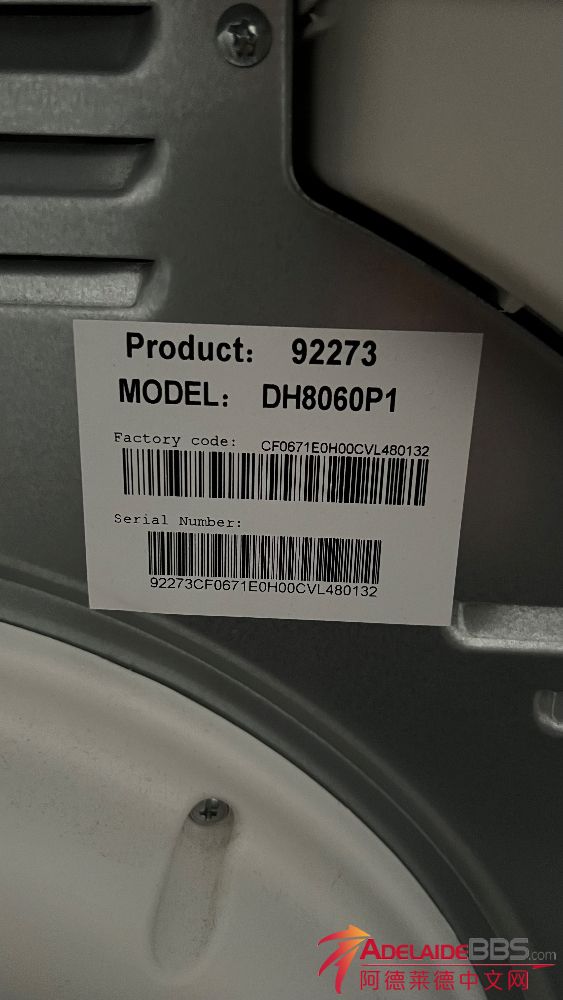 Product: 92273
MODEL: DH8060P1
Factory code: CF0671E0H00CVL480132
Serial Number:
92273CF0671E0H00CVL480132
ADELAIDEBBS.com
阿德莱德中文网